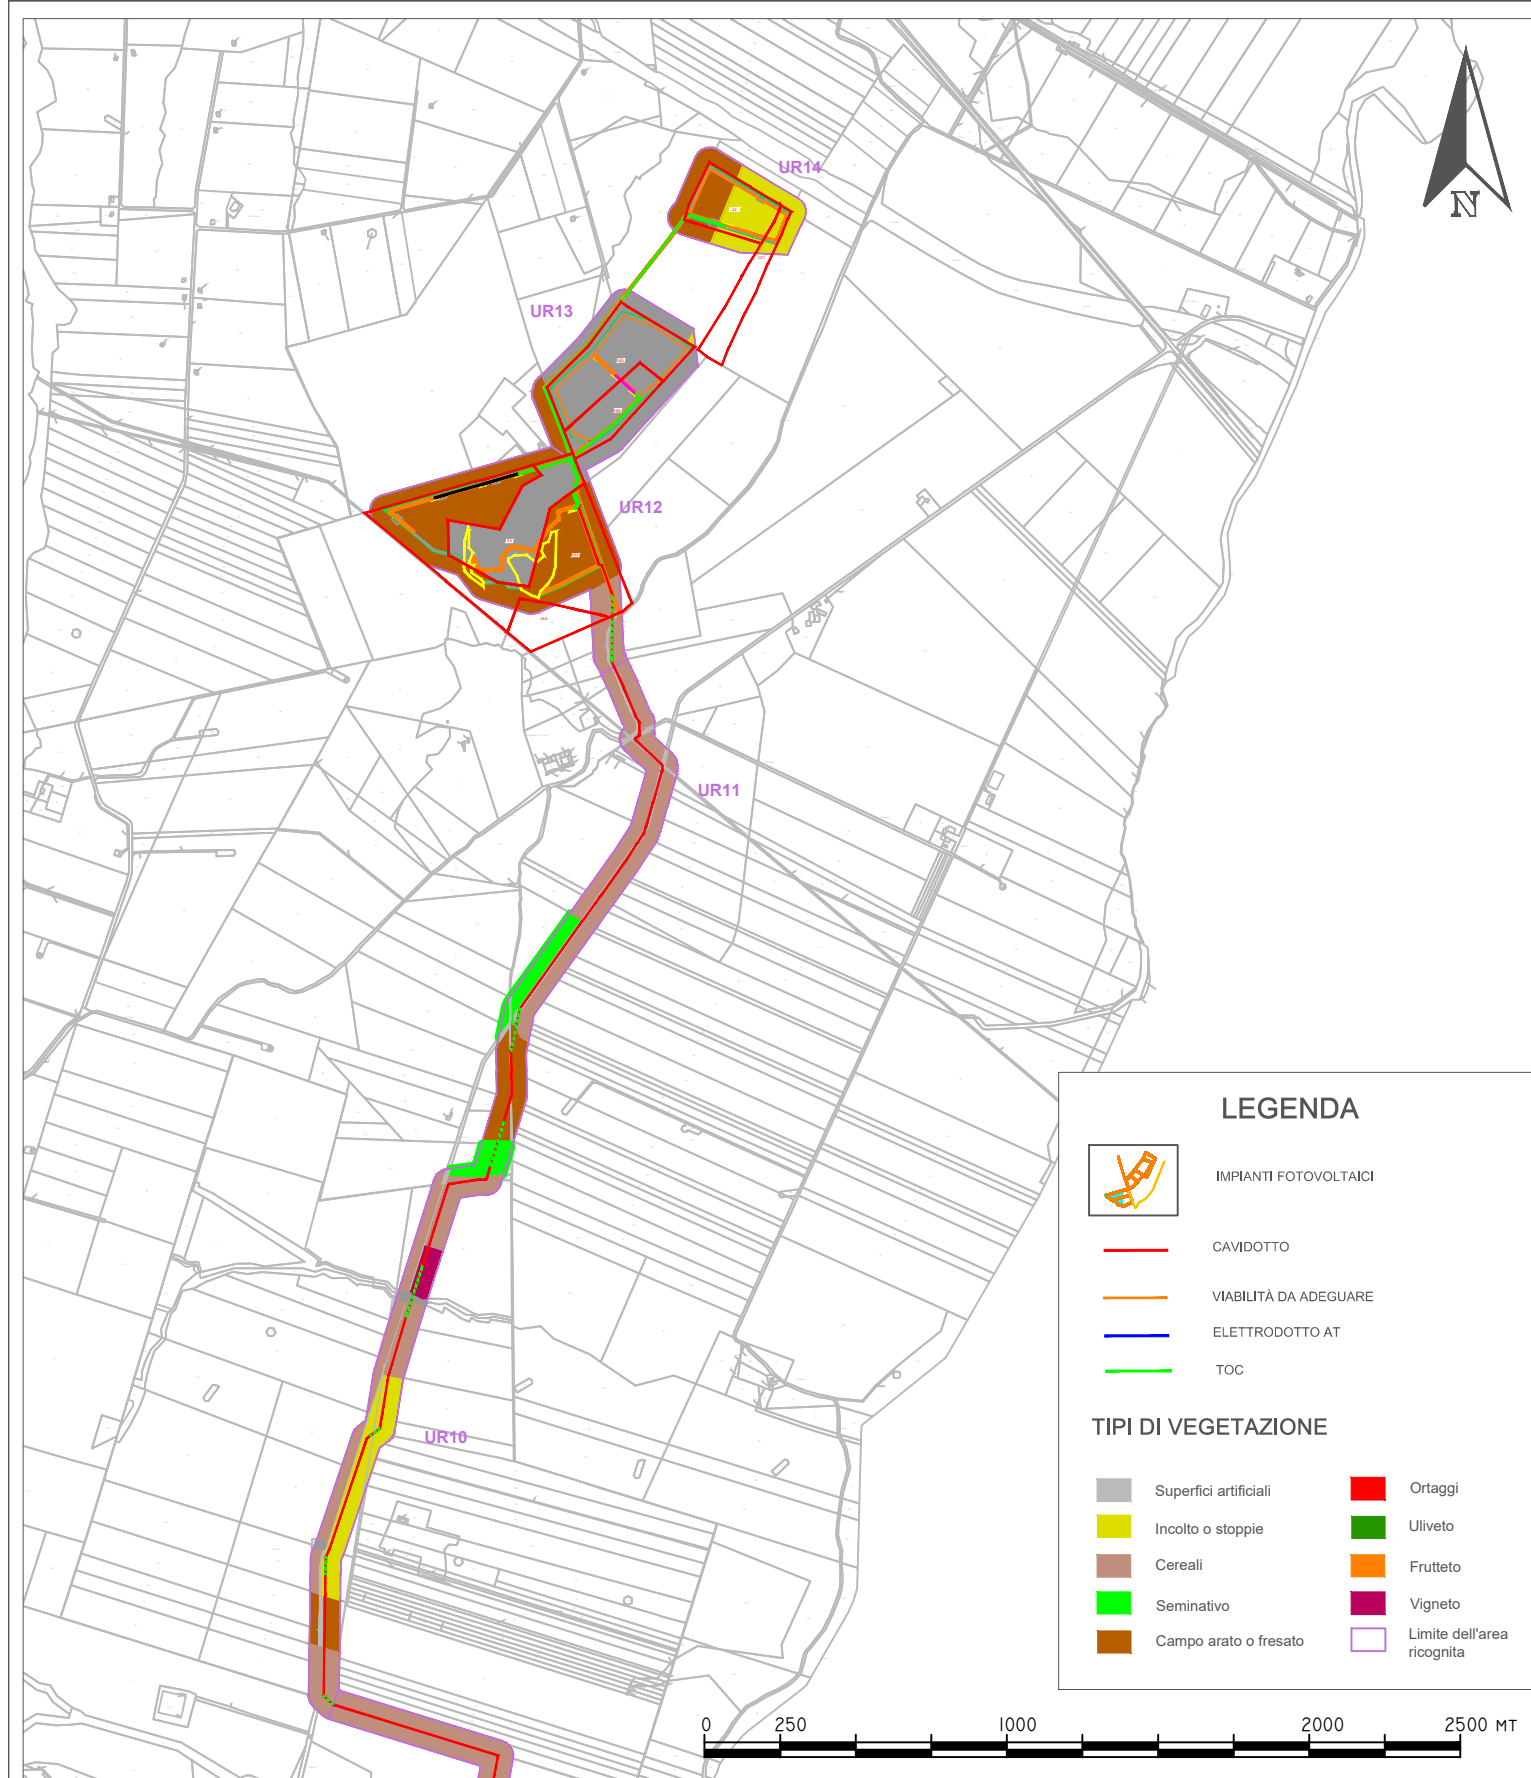 UR14
UR13
UR12
UR11
UR10
N
LEGENDA
IMPIANTI FOTOVOLTAICI
CAVIDOTTO
VIABILITÀ DA ADEGUARE
ELETTRODOTTO AT
TOC
TIPI DI VEGETAZIONE
Superfici artificiali
Incolto o stoppie
Cereali
Seminativo
Campo arato o fresato
Ortaggi
Uliveto
Frutteto
Vigneto
Limite dell'area
ricognita
0 250 1000 2000 2500 MT